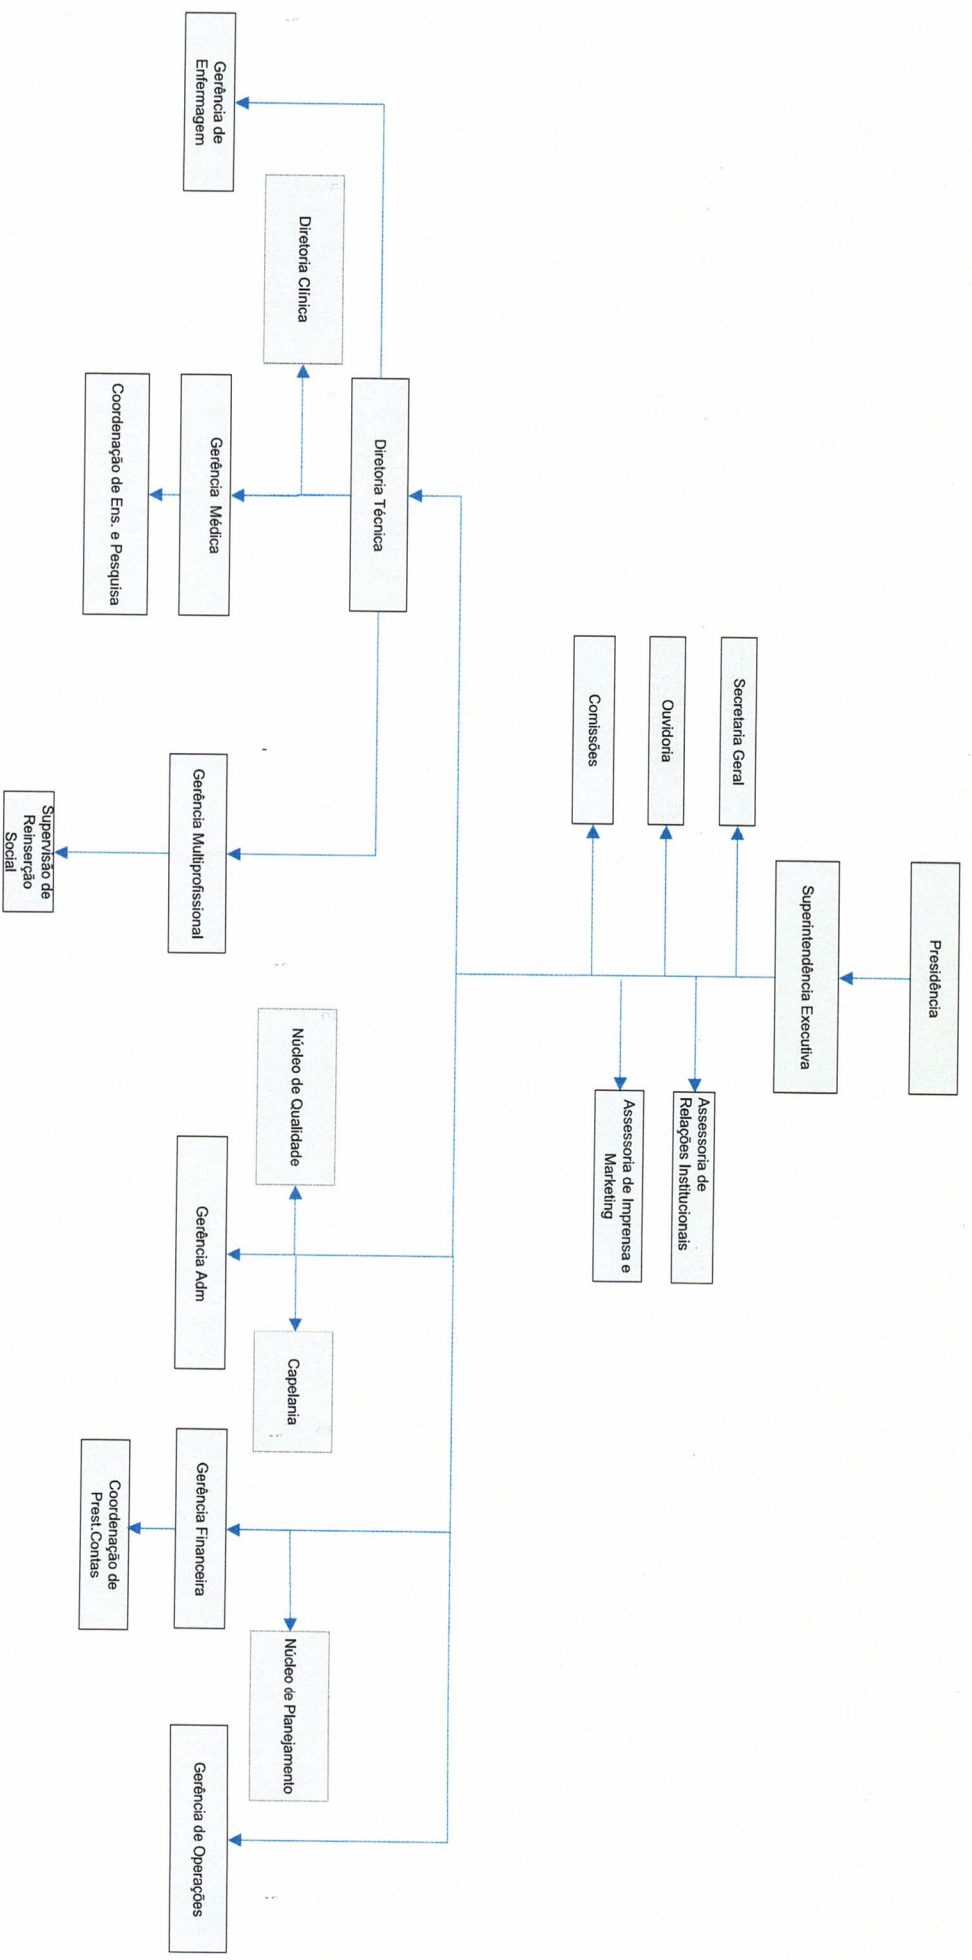 Presidência
Superintendência Executiva
Secretaria Geral
Assessoria de
Relações Institucionais
Ouvidoria
Assessoria de Imprensa e
Marketing
Comissões
Diretoria Técnica
Diretoria Clínica
Núcleo de Qualidade
Capelania
Núcleo de Planejamento
Gerência de
Enfermagem
Gerência Médica
Gerência Multiprofissional
Gerência Adm
Gerência Financeira
Gerência de Operações
Coordenação de Ens. e Pesquisa
Coordenação de
Prest.Contas
Supervisão de
Reinserção
Social